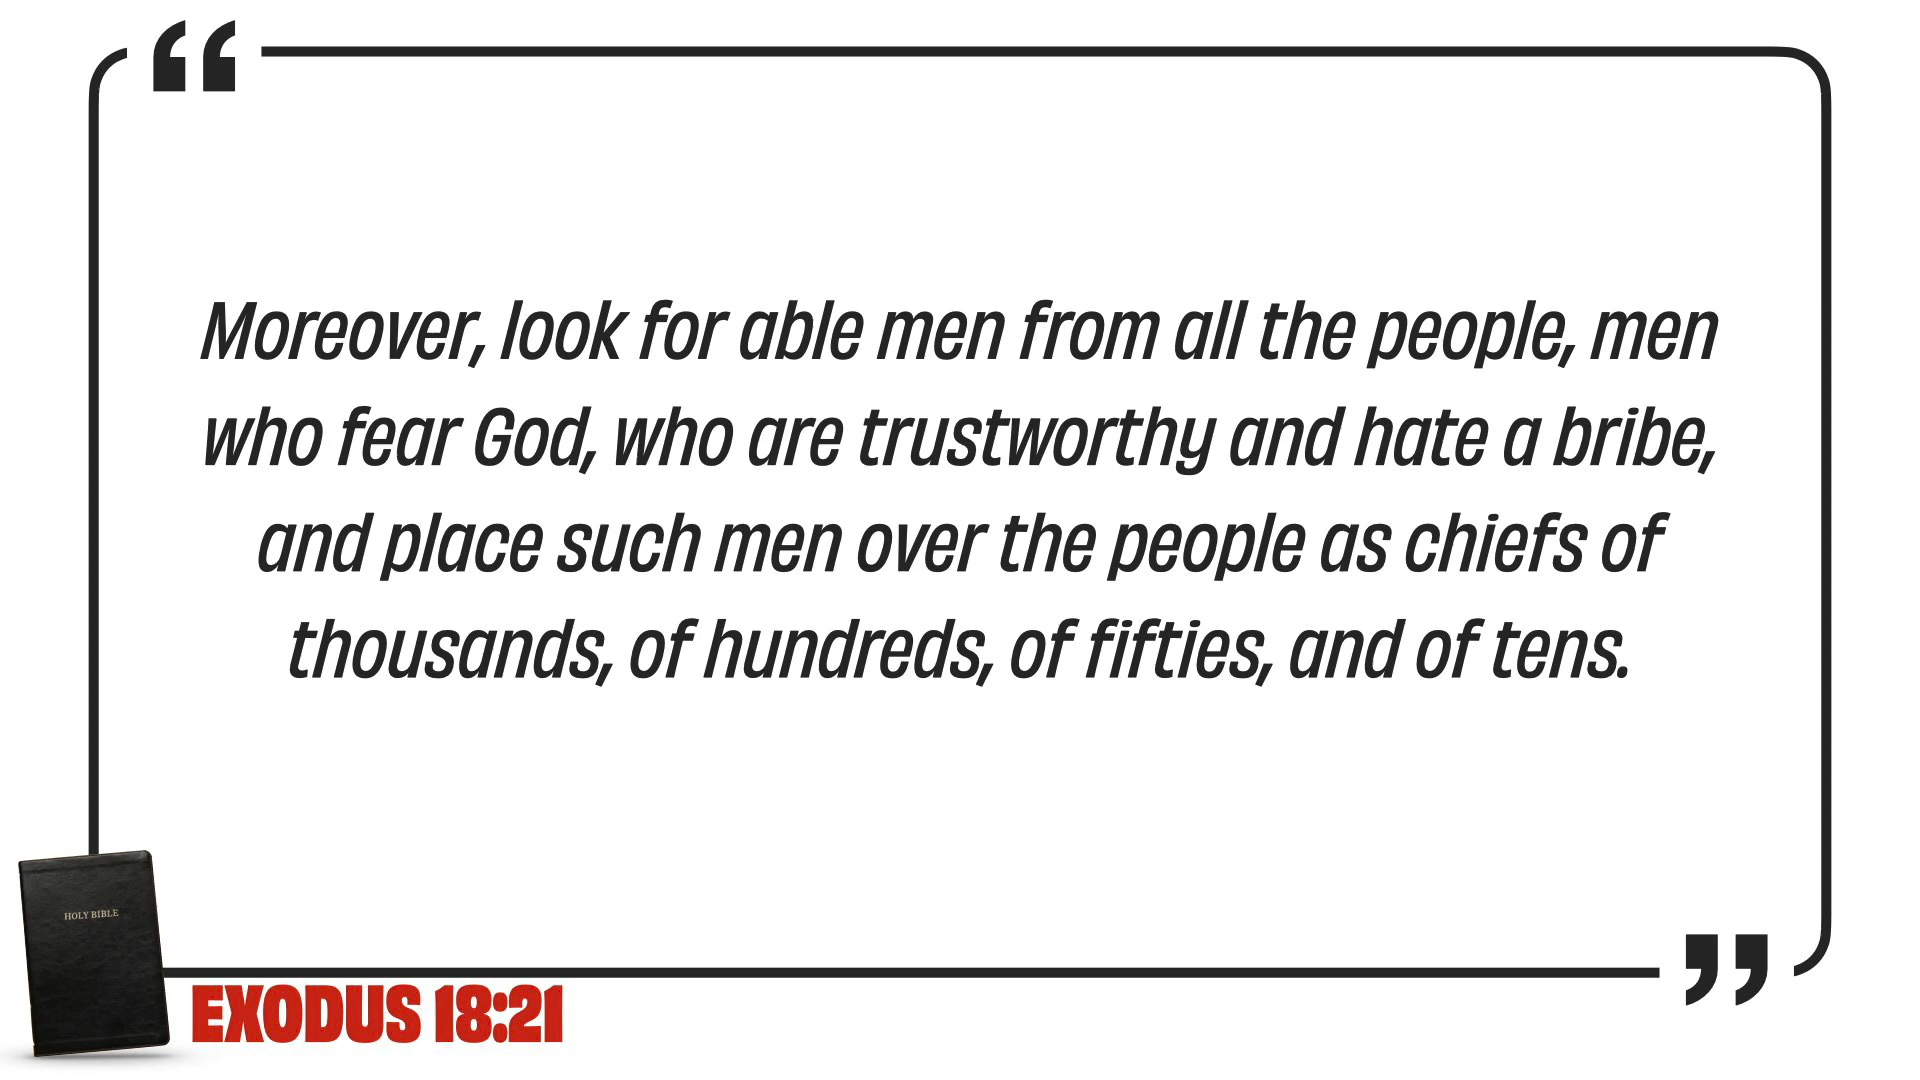 “
Moreover, look for able men from all the people, men
who fear God, who are trustworthy and hate a bribe,
and place such men over the people as chiefs of
thousands, of hundreds, of fifties, and of tens.
”
HOLY BIBLE
EXODUS 18:21